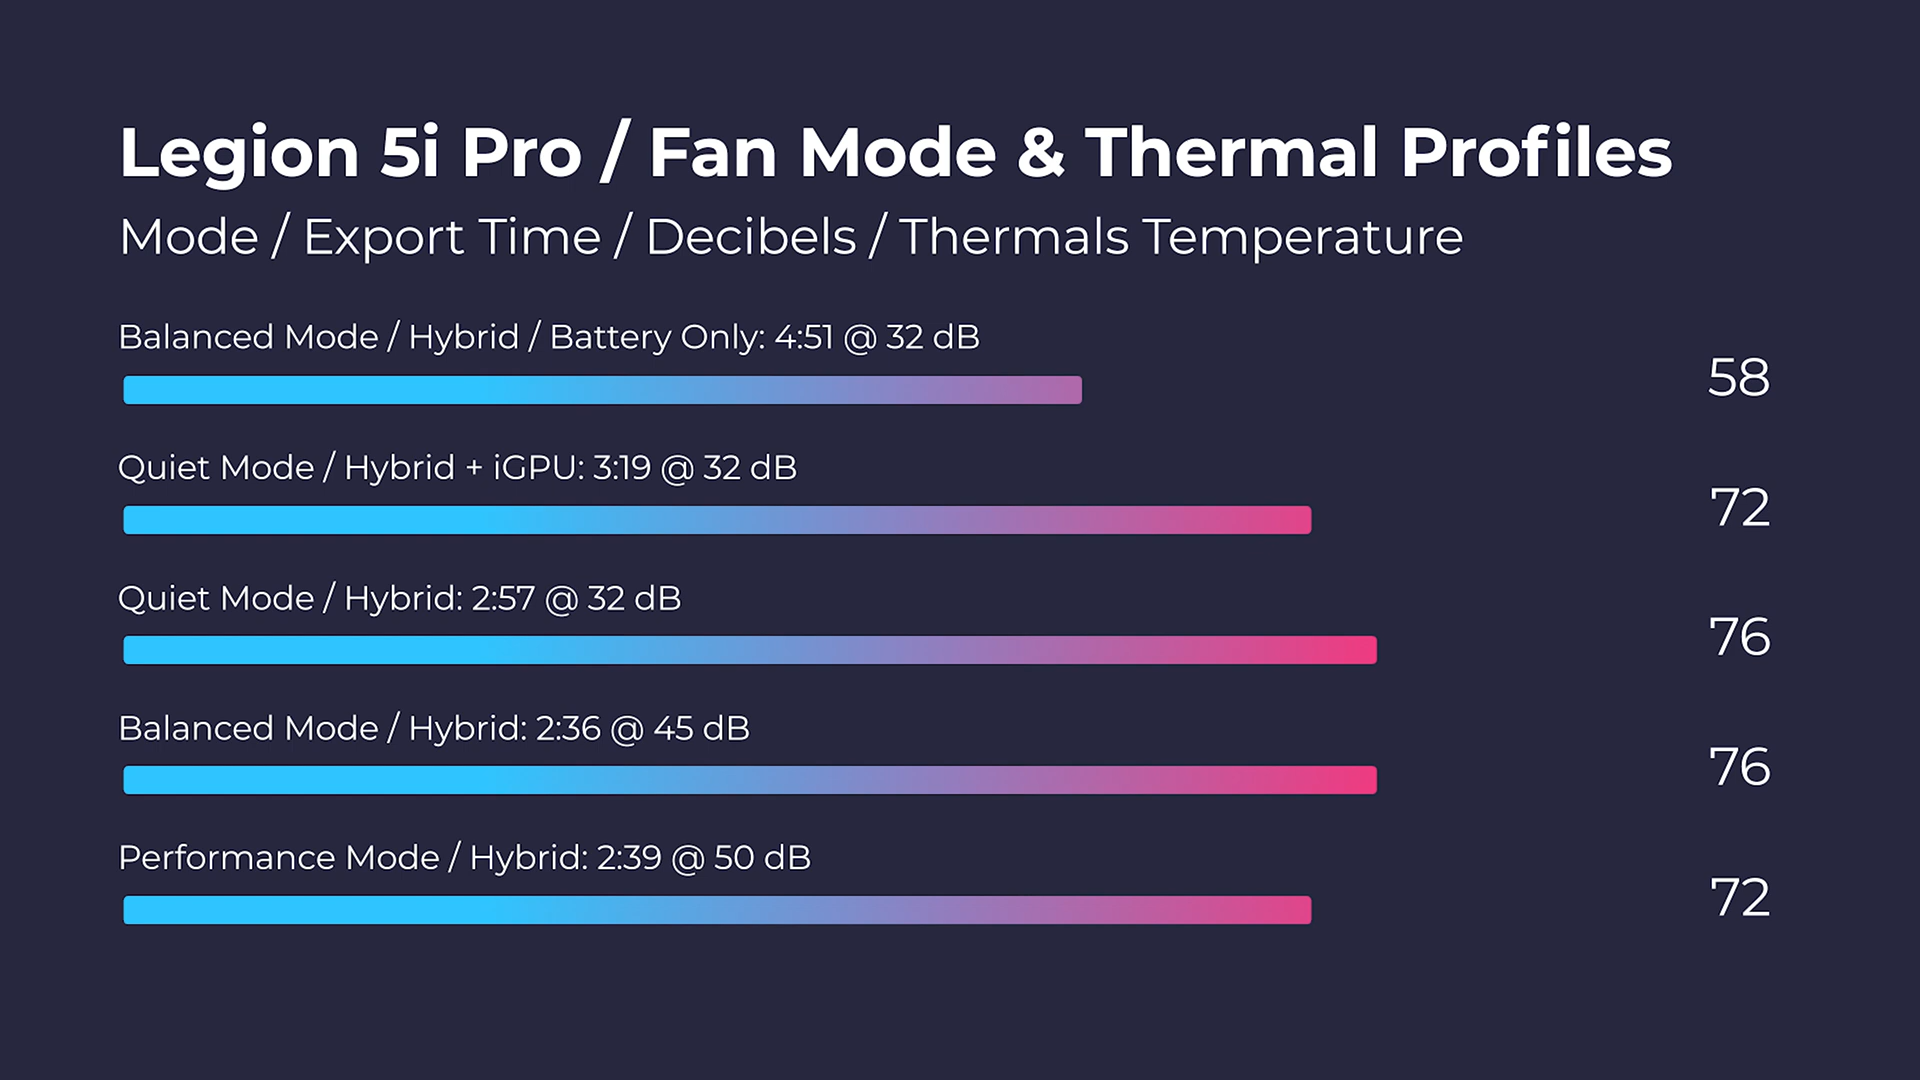 Legion 5i Pro / Fan Mode & Thermal Profiles
Mode / Export Time / Decibels / Thermals Temperature
Balanced Mode / Hybrid / Battery Only: 4:51 @ 32 dB
58
Quiet Mode / Hybrid + iGPU: 3:19 @ 32 dB
72
Quiet Mode / Hybrid: 2:57 @ 32 dB
76
Balanced Mode / Hybrid: 2:36 @ 45 dB
76
Performance Mode / Hybrid: 2:39 @ 50 dB
72